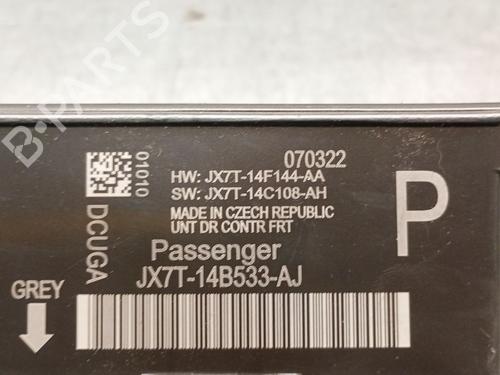 070322
HW: JX7T-14F144-AA
SW: JX7T-14C108-AH
MADE IN CZECH REPUBLIC
UNT DR CONTR FRT
01010
DCUGA
P
Passenger
JX7T-14B533-AJ
GREY
B-PARTS